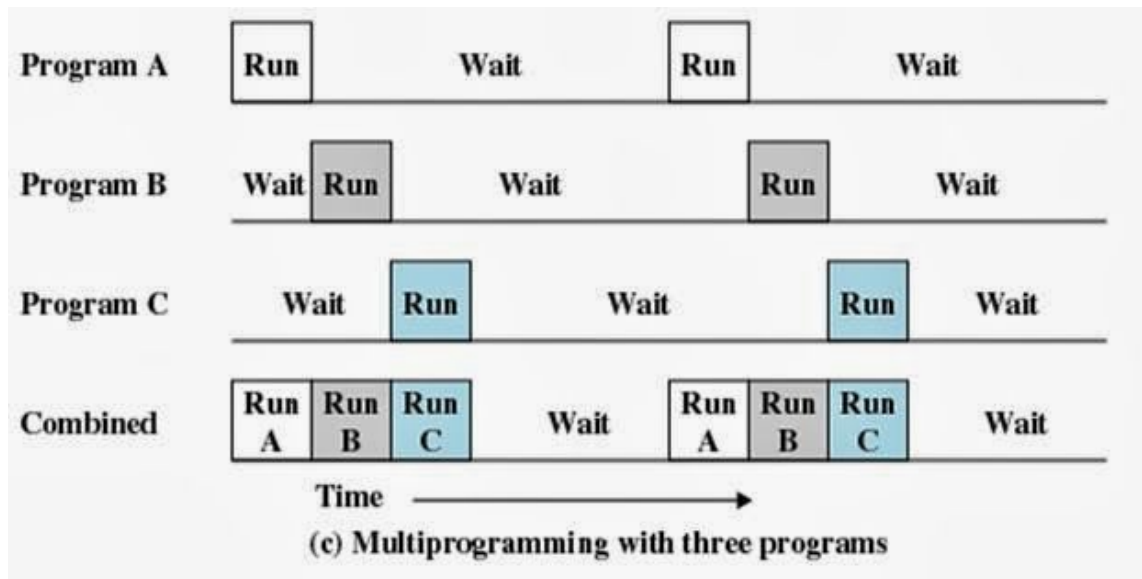 Program A Run Wait Run Wait
Program B Wait Run Wait Run Wait
Program C Wait Run Wait Run Wait
Combined Run A Run B Run C Wait Run A Run B Run C Wait
Time
(c) Multiprogramming with three programs